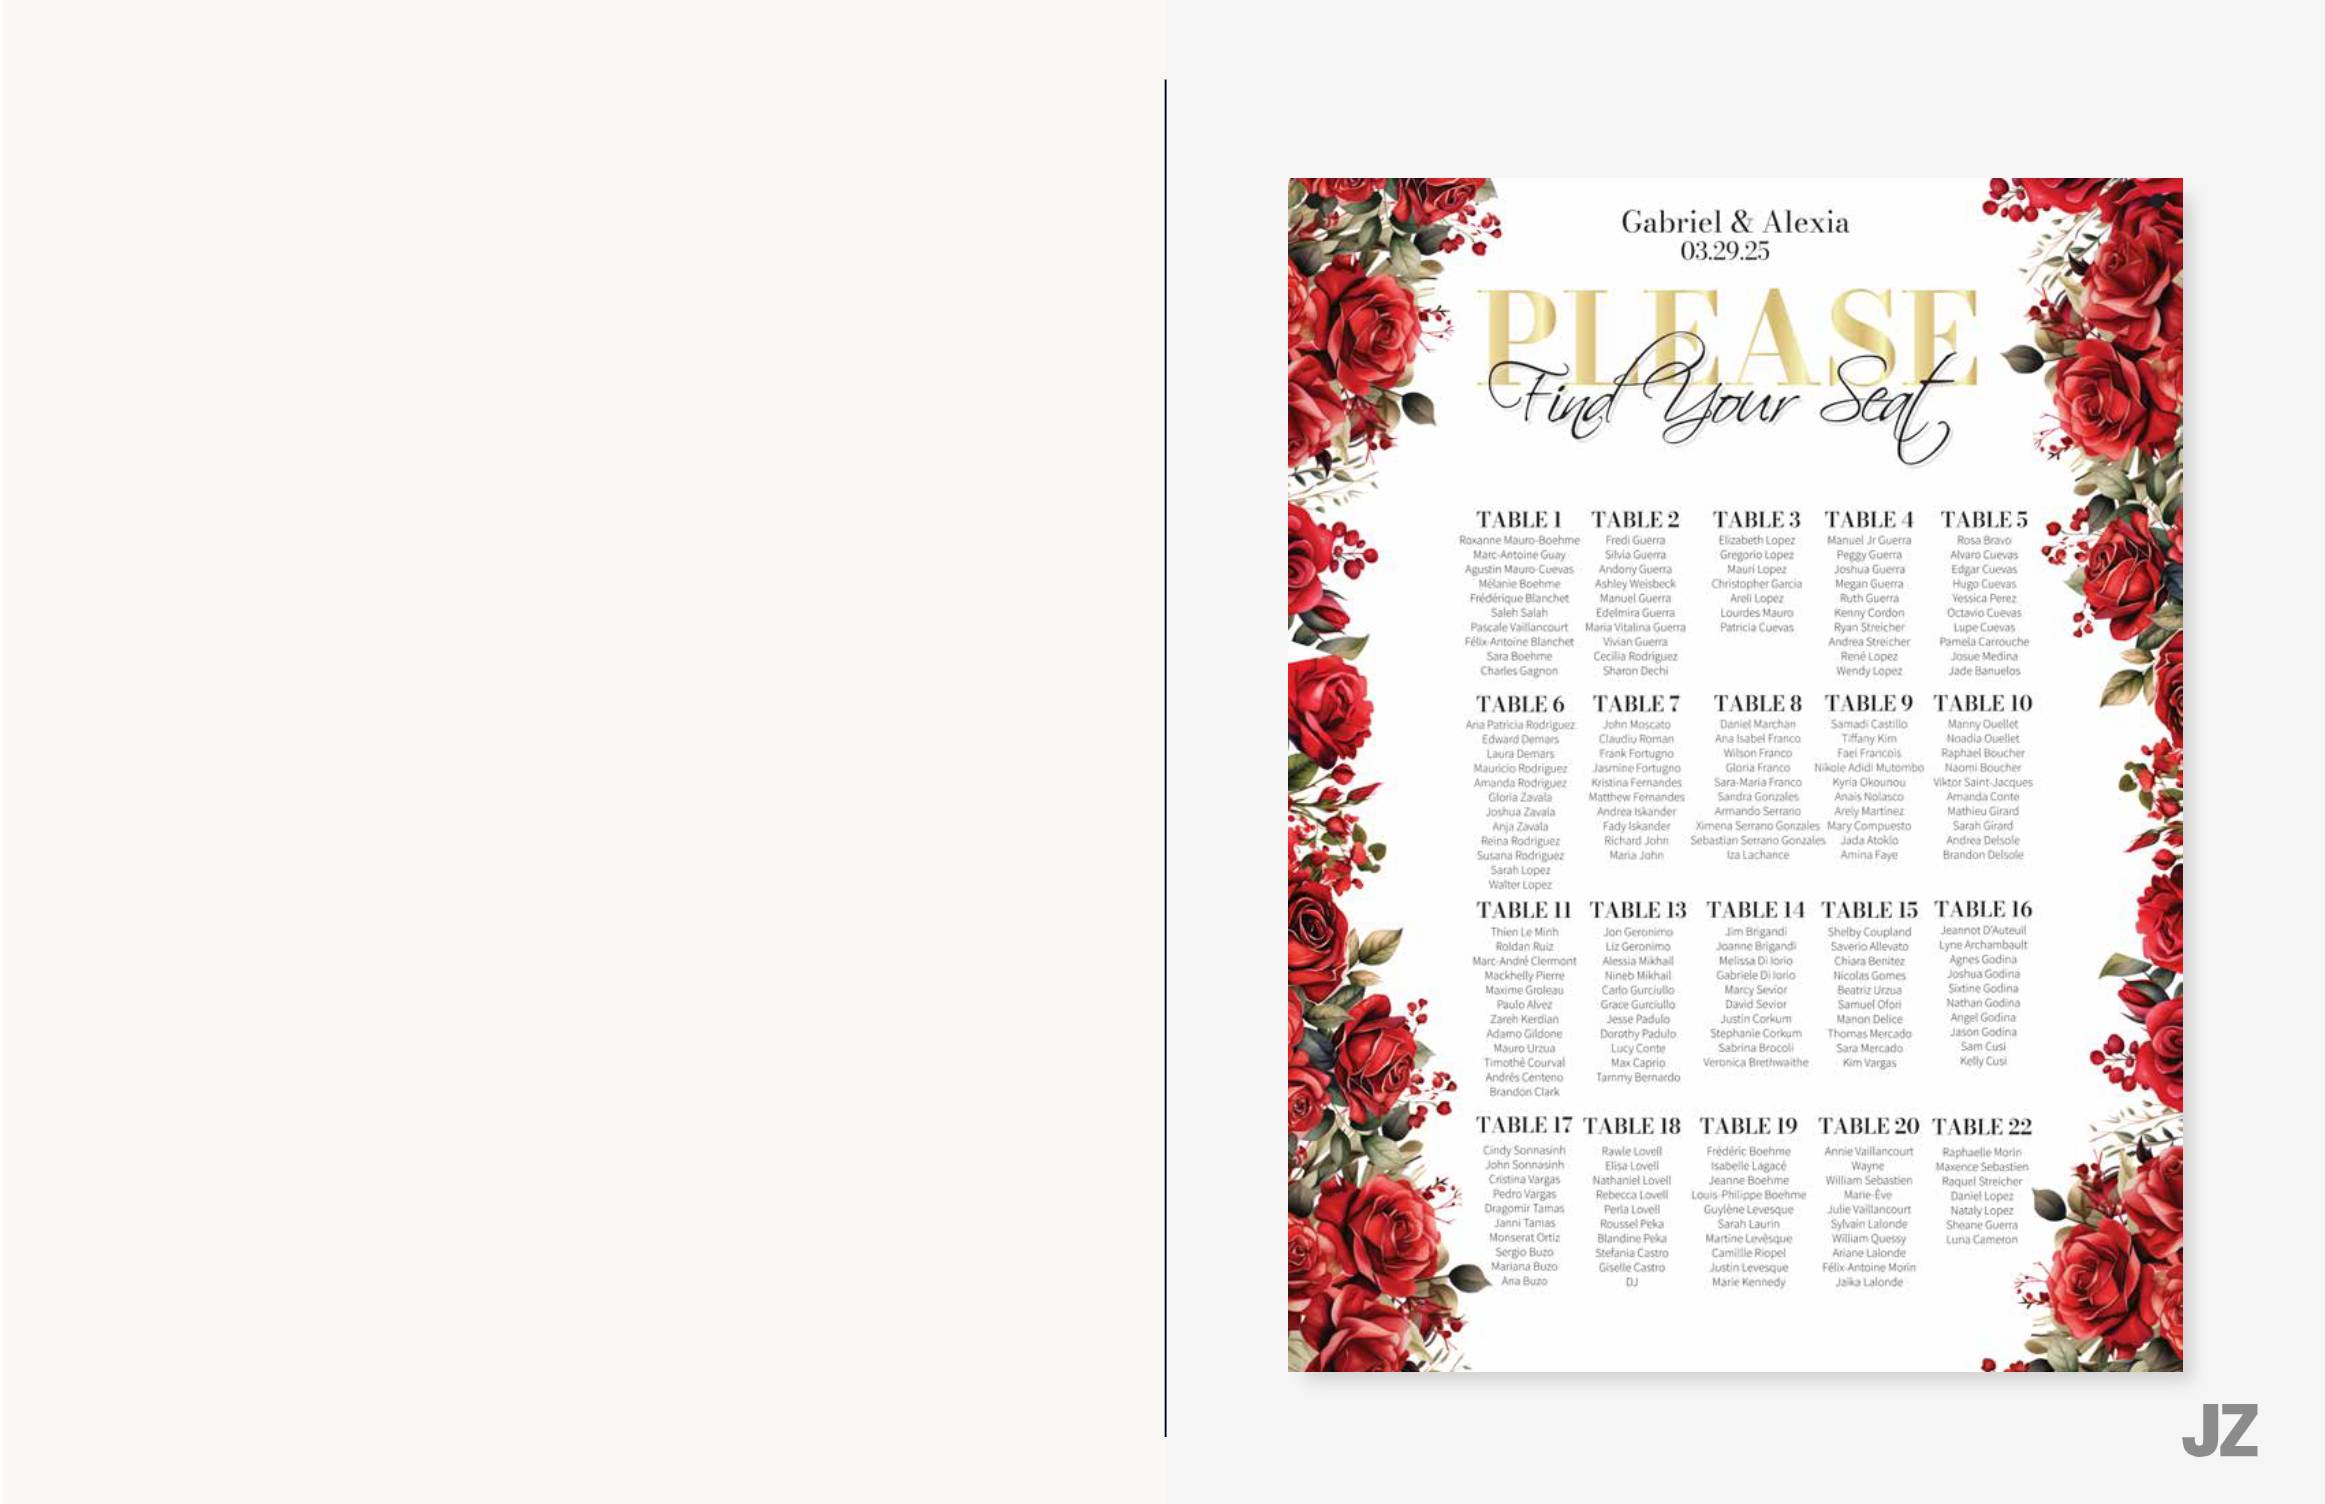 Gabriel & Alexia
03.29.25
PLEASE
Find Your Seat
TABLE 1
Roxanne Mauro-Boehme
Marc-Antoine Guay
Agustin Mauro-Cuevas
Mélanie Boehme
Frédérique Blanchet
Saleh Salah
Pascale Vaillancourt
Félix-Antoine Blanchet
Sara Boehme
Charles Gagnon
TABLE 2
Fredi Guerra
Silvia Guerra
Andony Guerra
Ashley Weisbeck
Manuel Guerra
Edelmira Guerra
Maria Vitalina Guerra
Vivian Guerra
Cecilia Rodriguez
Sharon Dechi
TABLE 3
Elizabeth Lopez
Gregorio Lopez
Mauri Lopez
Christopher Garcia
Areli Lopez
Lourdes Mauro
Patricia Cuevas
TABLE 4
Manuel Jr Guerra
Peggy Guerra
Joshua Guerra
Megan Guerra
Ruth Guerra
Kenny Cordon
Ryan Streicher
Andrea Streicher
René Lopez
Wendy Lopez
TABLE 5
Rosa Bravo
Alvaro Cuevas
Edgar Cuevas
Hugo Cuevas
Yessica Perez
Octavio Cuevas
Lupe Cuevas
Pamela Carrouche
Josue Medina
Jade Banuelos
TABLE 6
Ana Patricia Rodriguez
Edward Demars
Laura Demars
Mauricio Rodriguez
Amanda Rodriguez
Gloria Zavala
Joshua Zavala
Anja Zavala
Reina Rodriguez
Susana Rodriguez
Sarah Lopez
Walter Lopez
TABLE 7
John Moscato
Claudiu Roman
Frank Fortugno
Jasmine Fortugno
Kristina Fernandes
Matthew Fernandes
Andrea Iskander
Fady Iskander
Richard John
Maria John
TABLE 8
Daniel Marchan
Ana Isabel Franco
Wilson Franco
Gloria Franco
Sara-Maria Franco
Sandra Gonzales
Armando Serrano
Ximena Serrano Gonzales
Sebastian Serrano Gonzales
Iza Lachance
TABLE 9
Samadi Castillo
Tiffany Kim
Faei Francois
Nikole Adidi Mutombo
Kyria Okounou
Anais Nolasco
Arely Martinez
Mary Compuesto
Jada Atoklo
Amina Faye
TABLE 10
Manny Ouellet
Noadia Ouellet
Raphael Boucher
Naomi Boucher
Viktor Saint-Jacques
Amanda Conte
Mathieu Girard
Sarah Girard
Andrea Delsole
Brandon Delsole
TABLE 11
Thien Le Minh
Roldan Ruiz
Marc-André Clermont
Mackhelly Pierre
Maxime Groleau
Paulo Alvez
Zareh Kerdian
Adamo Gildone
Mauro Urzua
Timothé Courval
Andrés Centeno
Brandon Clark
TABLE 13
Jon Geronimo
Liz Geronimo
Alessia Mikhail
Nineb Mikhail
Carlo Gurciullo
Grace Gurciullo
Jesse Padulo
Dorothy Padulo
Lucy Conte
Max Caprio
Tammy Bernardo
TABLE 14
Jim Brigandi
Joanne Brigandi
Melissa Di Iorio
Gabriele Di Iorio
Marcy Sevior
David Sevior
Justin Corkum
Stephanie Corkum
Sabrina Brocoli
Veronica Brethwaithe
TABLE 15
Shelby Coupland
Saverio Allevato
Chiara Benitez
Nicolas Gomes
Beatriz Urzua
Samuel Ofori
Manon Delice
Thomas Mercado
Sara Mercado
Kim Vargas
TABLE 16
Jeannot D'Auteuil
Lyne Archambault
Agnes Godina
Joshua Godina
Sixtine Godina
Nathan Godina
Angel Godina
Jason Godina
Sam Cusi
Kelly Cusi
TABLE 17
Cindy Sonnasinh
John Sonnasinh
Cristina Vargas
Pedro Vargas
Dragomir Tamas
Janni Tamas
Monserat Ortiz
Sergio Buzo
Mariana Buzo
Ana Buzo
TABLE 18
Rawle Lovell
Elisa Lovell
Nathaniel Lovell
Rebecca Lovell
Perla Lovell
Roussel Peka
Blandine Peka
Stefania Castro
Giselle Castro
DJ
TABLE 19
Frédéric Boehme
Isabelle Lagacé
Jeanne Boehme
Louis-Philippe Boehme
Guylène Levesque
Sarah Laurin
Martine Levèsque
Camillle Riopel
Justin Levesque
Marie Kennedy
TABLE 20
Annie Vaillancourt
Wayne
William Sebastien
Marie-Ève
Julie Vaillancourt
Sylvain Lalonde
William Quessy
Ariane Lalonde
Félix-Antoine Morin
Jaika Lalonde
TABLE 22
Raphaelle Morin
Maxence Sebastien
Raquel Streicher
Daniel Lopez
Nataly Lopez
Sheane Guerra
Luna Cameron
JZ